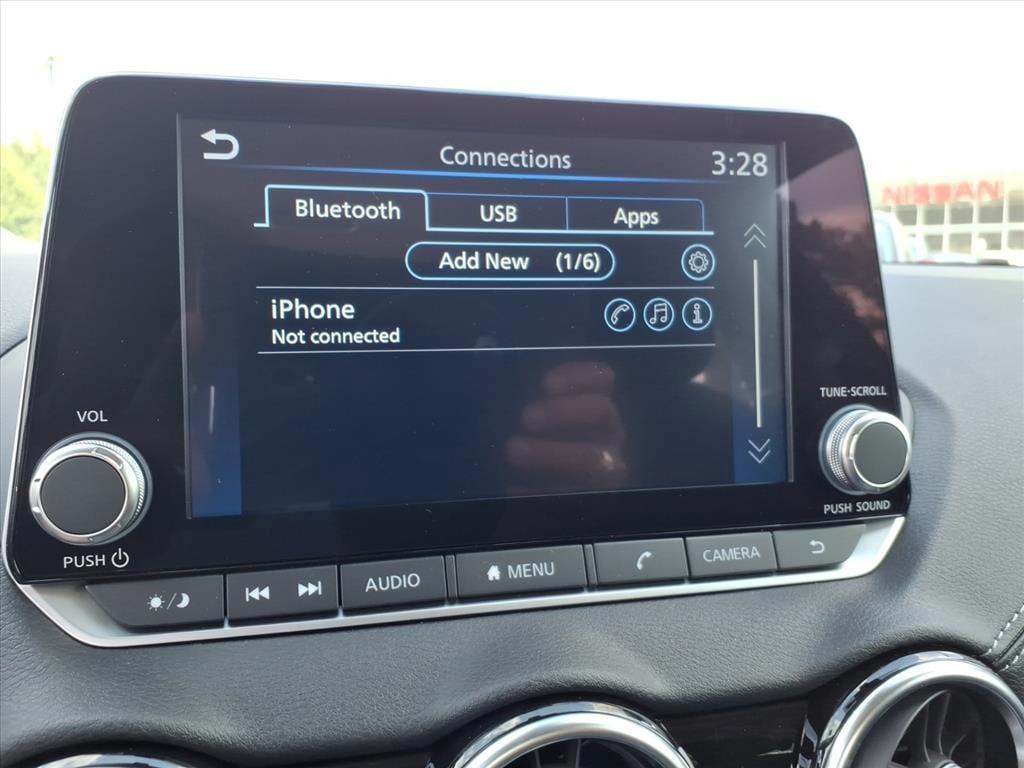 Connections
3:28
Bluetooth
USB
Apps
Add New (1/6)
iPhone
Not connected
NISSAN
VOL
PUSH
TUNE·SCROLL
PUSH SOUND
AUDIO
MENU
CAMERA